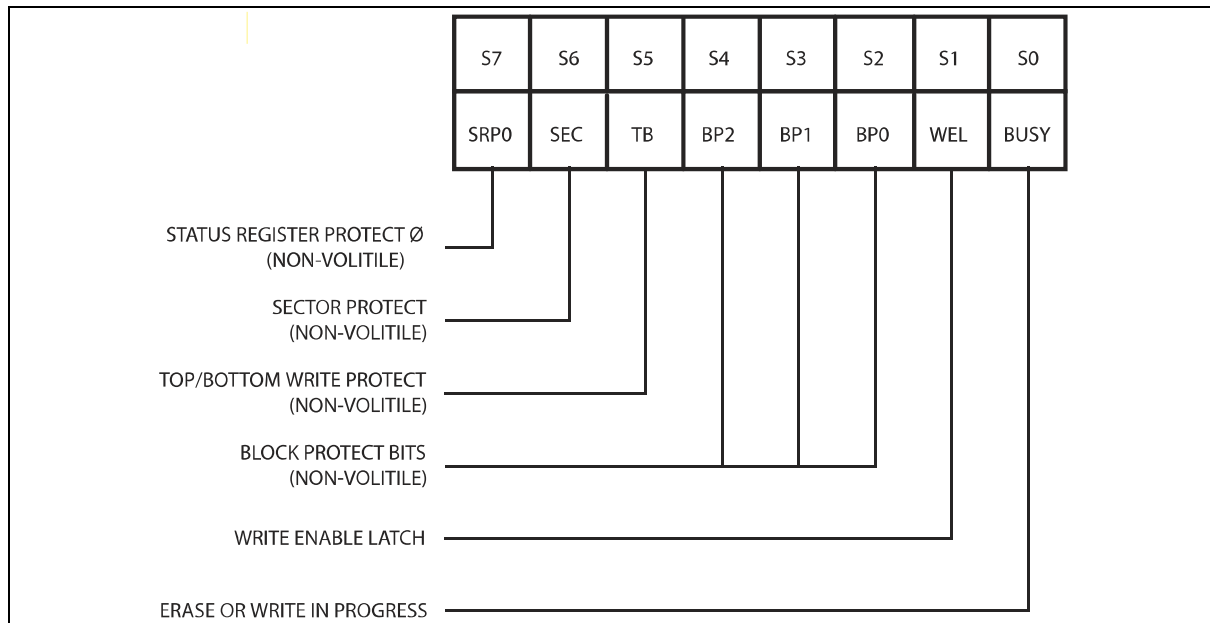 S7 S6 S5 S4 S3 S2 S1 S0
SRP0 SEC TB BP2 BP1 BP0 WEL BUSY
STATUS REGISTER PROTECT Ø
(NON-VOLITILE)
SECTOR PROTECT
(NON-VOLITILE)
TOP/BOTTOM WRITE PROTECT
(NON-VOLITILE)
BLOCK PROTECT BITS
(NON-VOLITILE)
WRITE ENABLE LATCH
ERASE OR WRITE IN PROGRESS